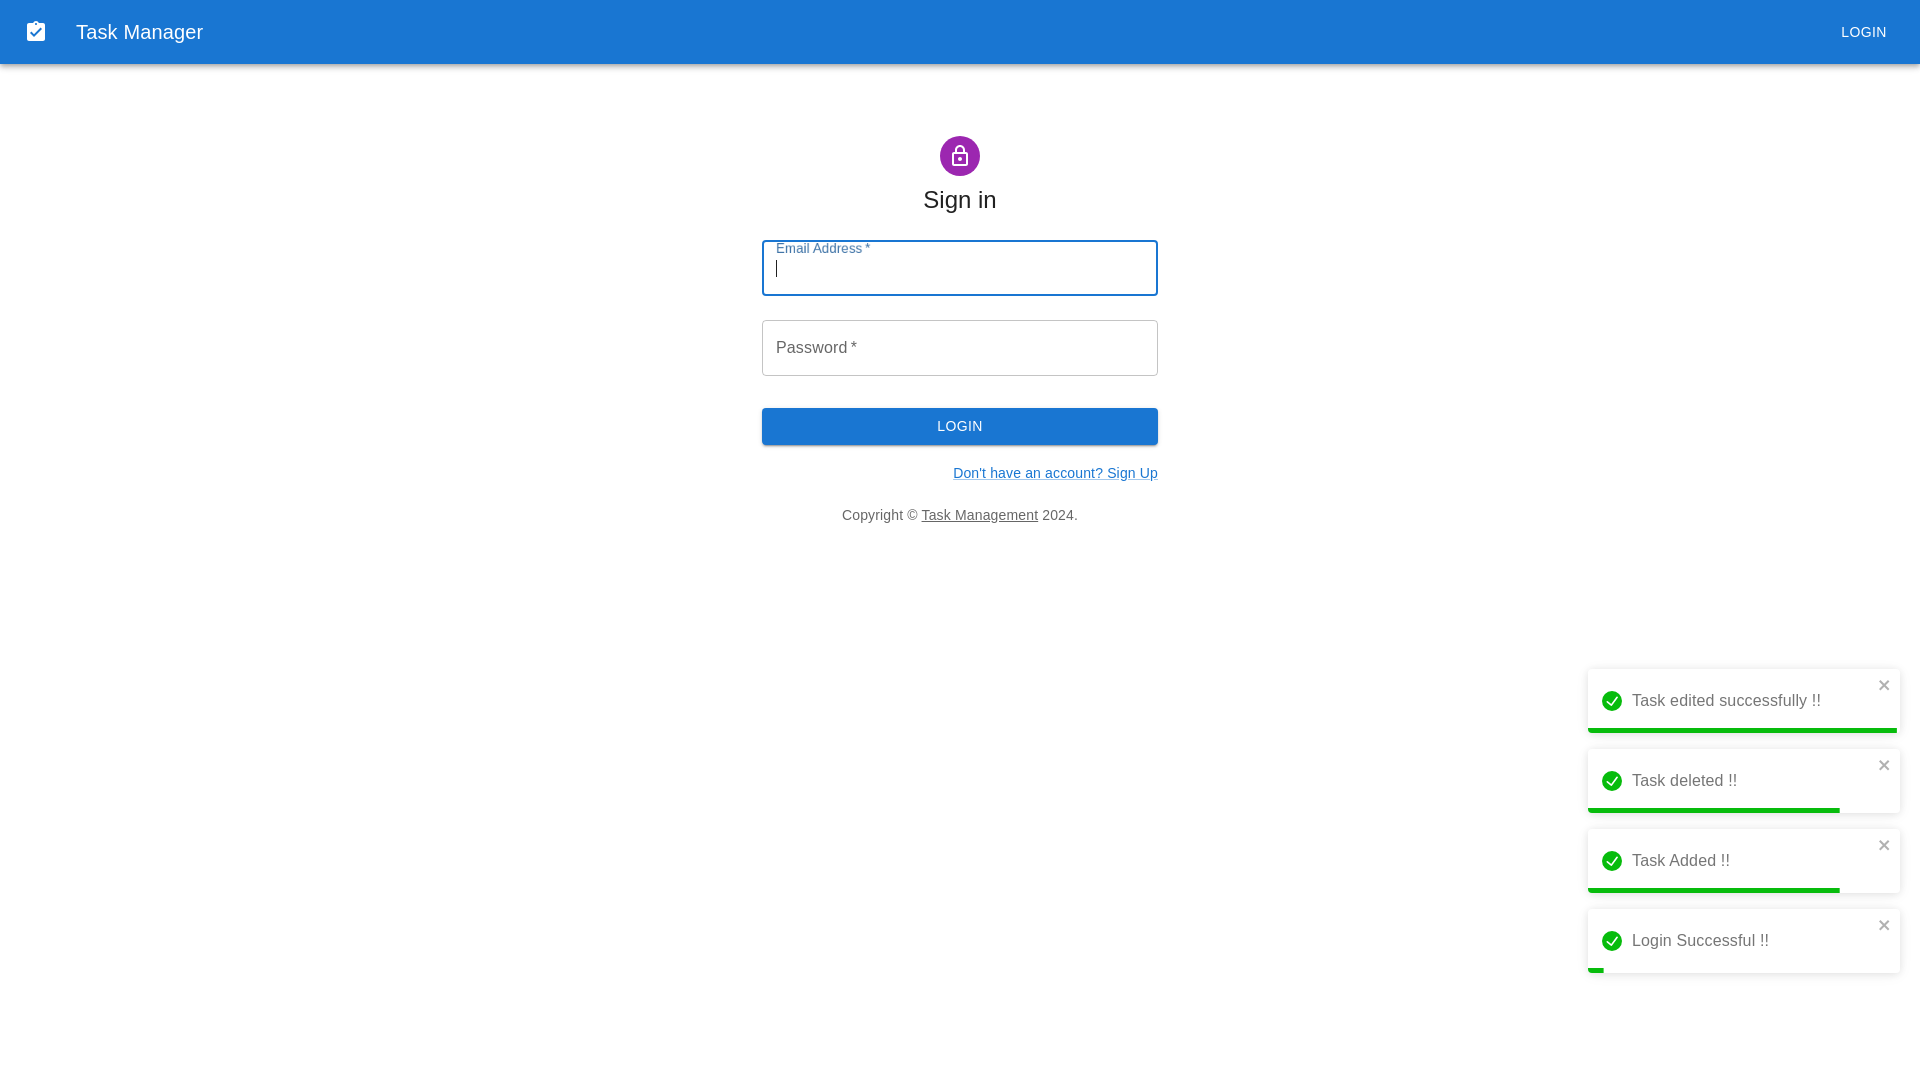 Task Manager
LOGIN
Sign in
Email Address *
Password *
LOGIN
Don't have an account? Sign Up
Copyright © Task Management 2024.
Task edited successfully !!
Task deleted !!
Task Added !!
Login Successful !!